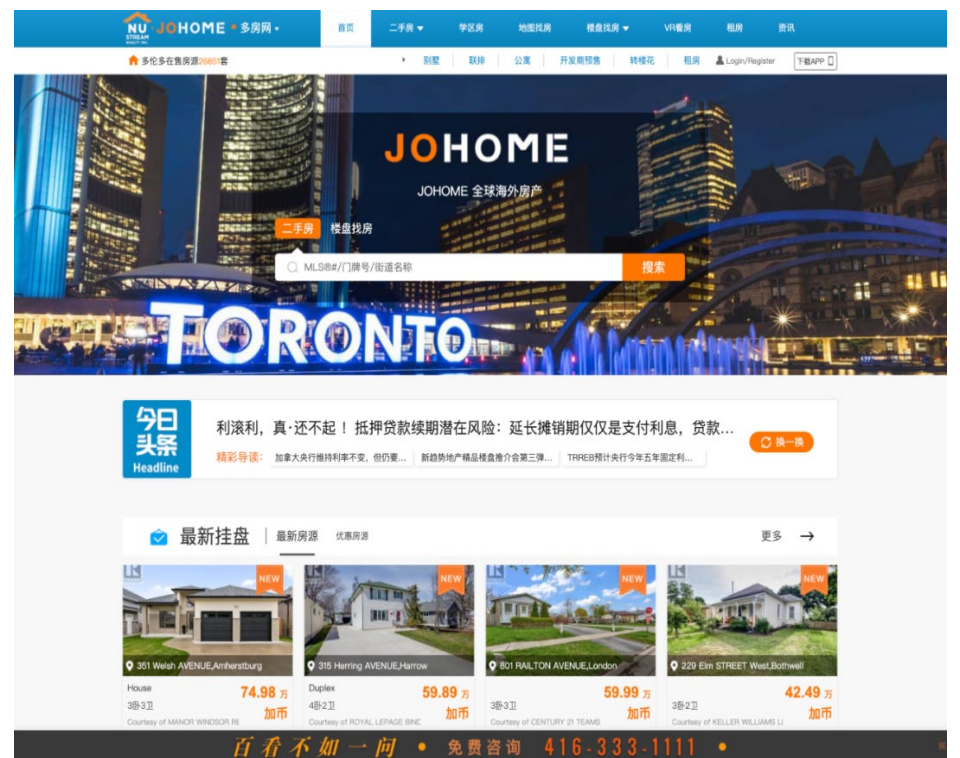 NU STREAM
JOHOME • 多房网
首页 二手房 学区房 地图找房 楼盘找房 VR看房 租房 资讯
多伦多在售房源26851套
别墅 联排 公寓 开发商预售 转楼花 租房 Login/Register 下载APP
JOHOME
JOHOME 全球海外房产
二手房 楼盘找房
MLS®#/门牌号/街道名称 搜索
TORONTO
今日
头条
Headline
利滚利，真·还不起！抵押贷款续期潜在风险：延长摊销期仅仅是支付利息，贷款...
精彩导读： 加拿大央行维持利率不变，但仍要... 新趋势地产精品楼盘推介会第三弹... TRREB预计央行今年五年固定利...
换一换
最新挂盘 最新房源 优惠房源 更多 →
NEW NEW NEW NEW
351 Welsh AVENUE,Amherstburg
315 Herring AVENUE,Harrow
801 RAILTON AVENUE,London
229 Elm STREET West,Bothwell
House 74.98 万加币
3卧3卫
Courtesy of MANOR WINDSOR RE
Duplex 59.89 万加币
4卧2卫
Courtesy of ROYAL LEPAGE BINC
59.99 万加币
3卧3卫
Courtesy of CENTURY 21 TEAMS
42.49 万加币
3卧2卫
Courtesy of KELLER WILLIAMS LI
百看不如一问 • 免费咨询 416-333-1111 •